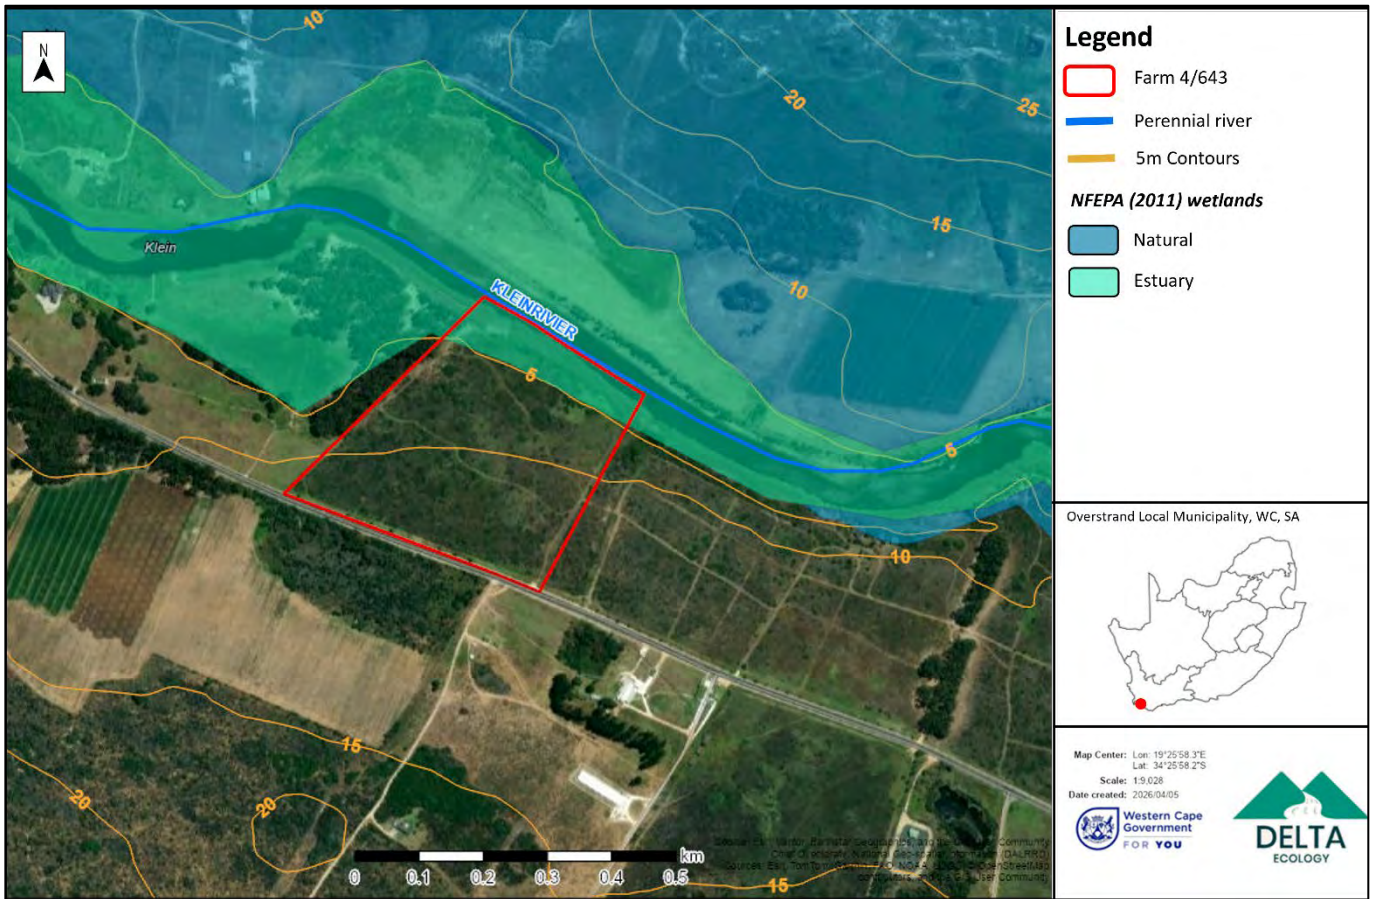 N
10
20
25
15
10
Klein
KLEINRIVIER
5
5
10
15
20
20
15
km
0 0.1 0.2 0.3 0.4 0.5
Legend
Farm 4/643
Perennial river
5m Contours
NFEPA (2011) wetlands
Natural
Estuary
Overstrand Local Municipality, WC, SA
Map Center: Lon: 19°25'58.3"E
Lat: 34°25'58.2"S
Scale: 1:9,028
Date created: 2026/04/05
Western Cape
Government
FOR YOU
DELTA
ECOLOGY